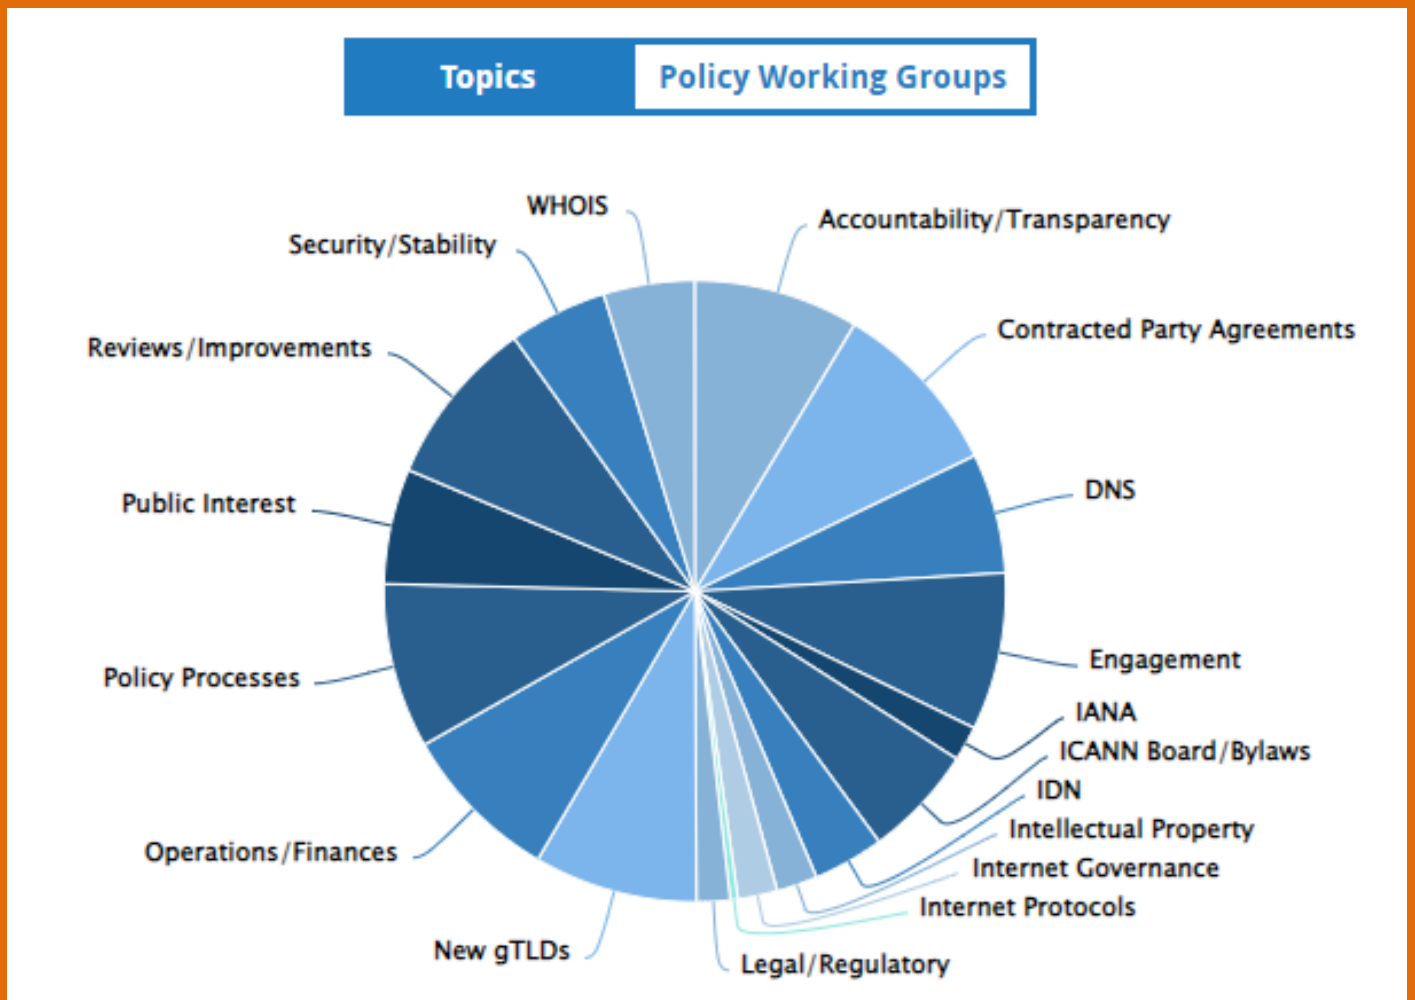 Topics
Policy Working Groups
WHOIS
Accountability/Transparency
Security/Stability
Contracted Party Agreements
Reviews/Improvements
DNS
Public Interest
Engagement
Policy Processes
IANA
ICANN Board/Bylaws
IDN
Intellectual Property
Operations/Finances
Internet Governance
Internet Protocols
New gTLDs
Legal/Regulatory